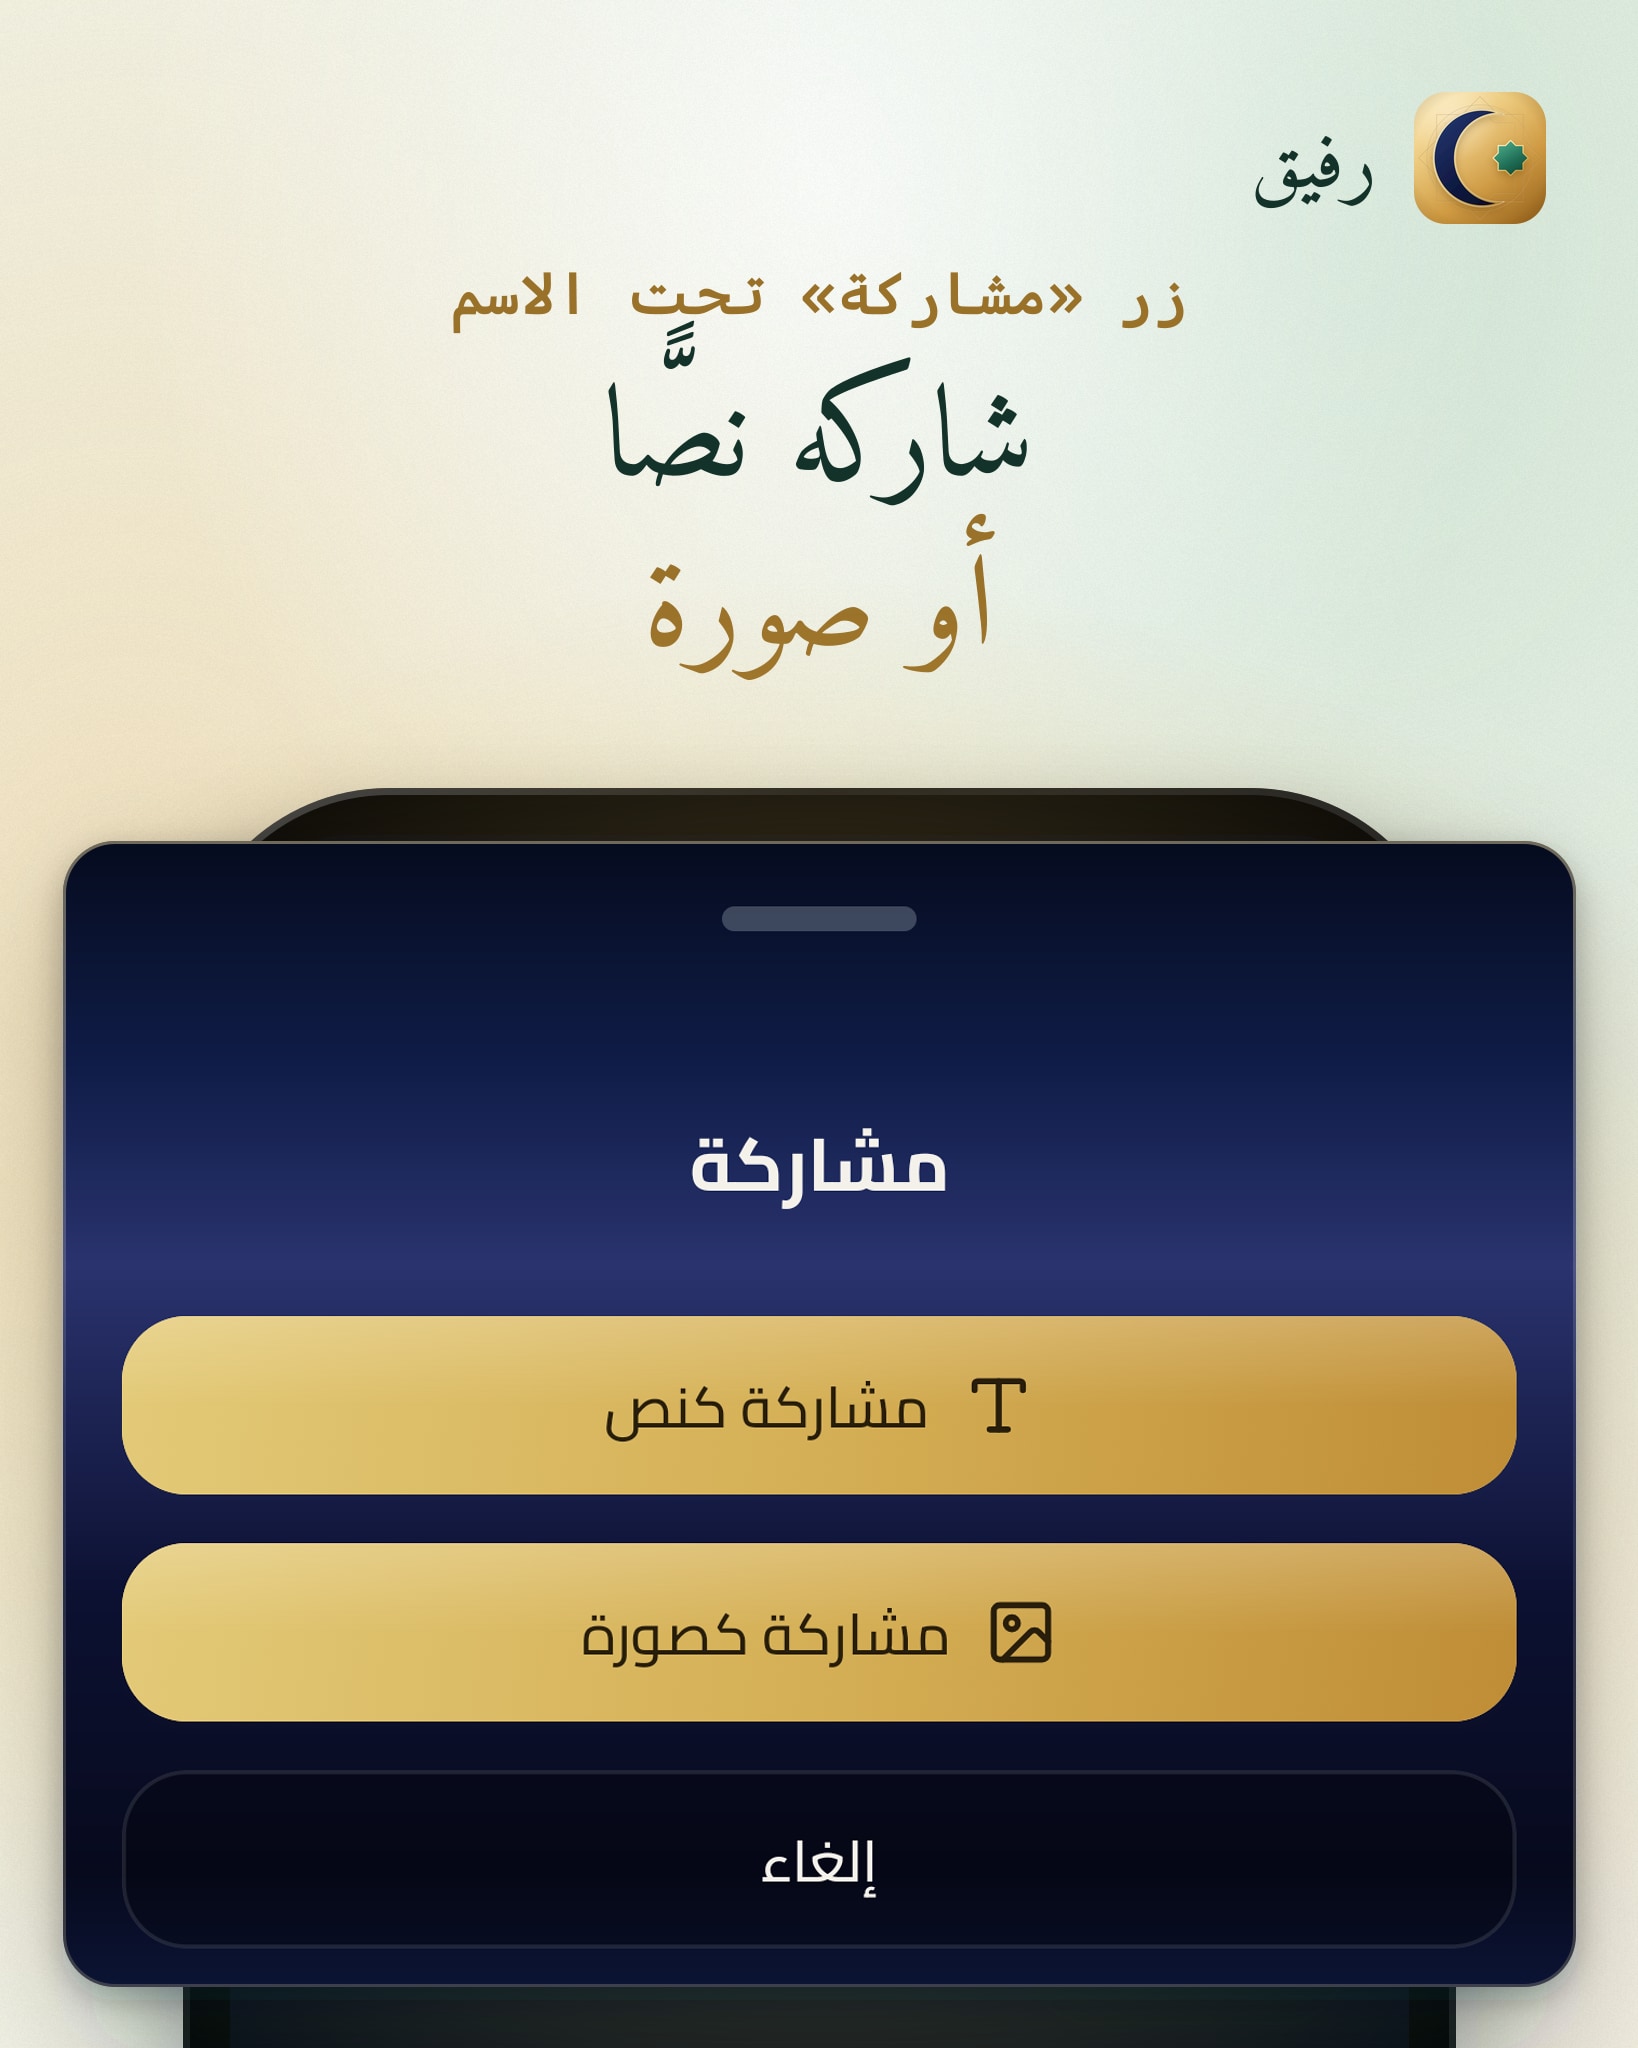 رفيق
زر «مشاركة» تحت الاسم
شاركه نصًّا
أو صورة
مشاركة
مشاركة كنص
مشاركة كصورة
إلغاء